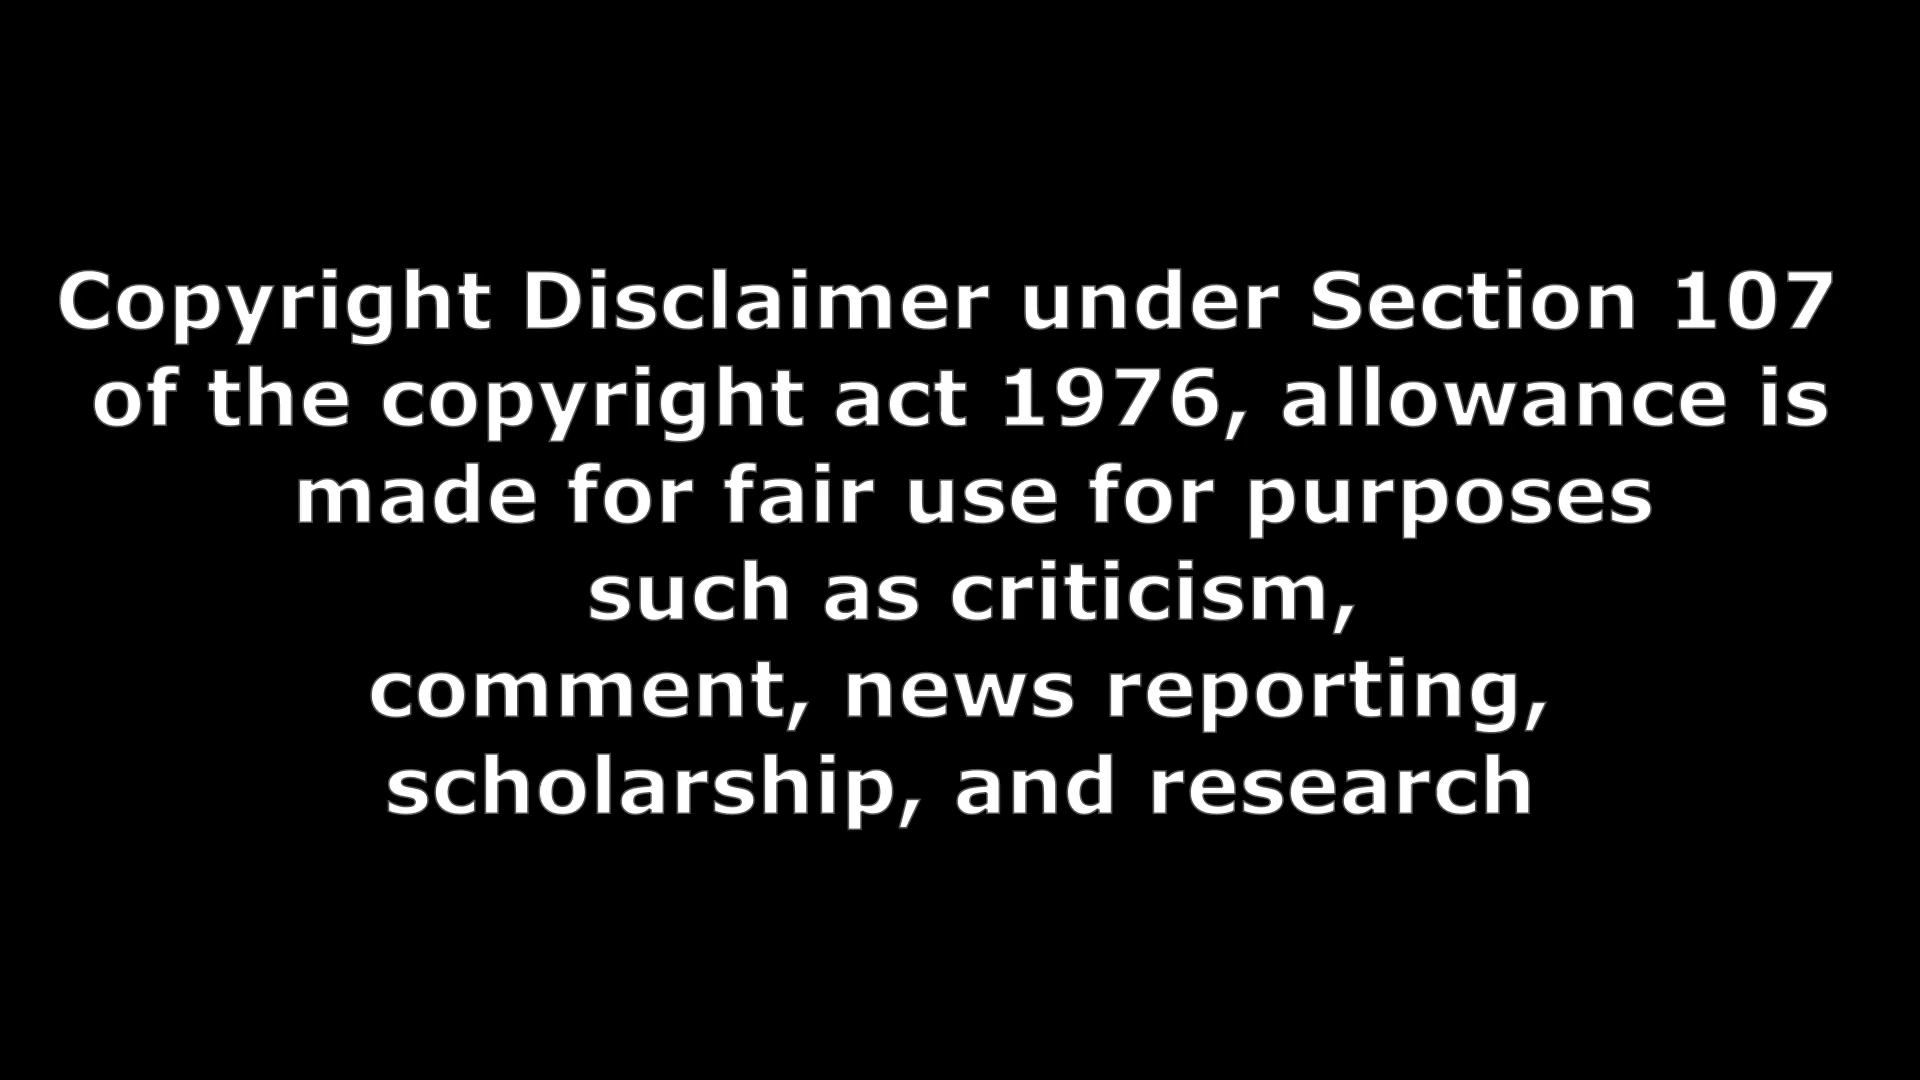 Copyright Disclaimer under Section 107
of the copyright act 1976, allowance is
made for fair use for purposes
such as criticism,
comment, news reporting,
scholarship, and research